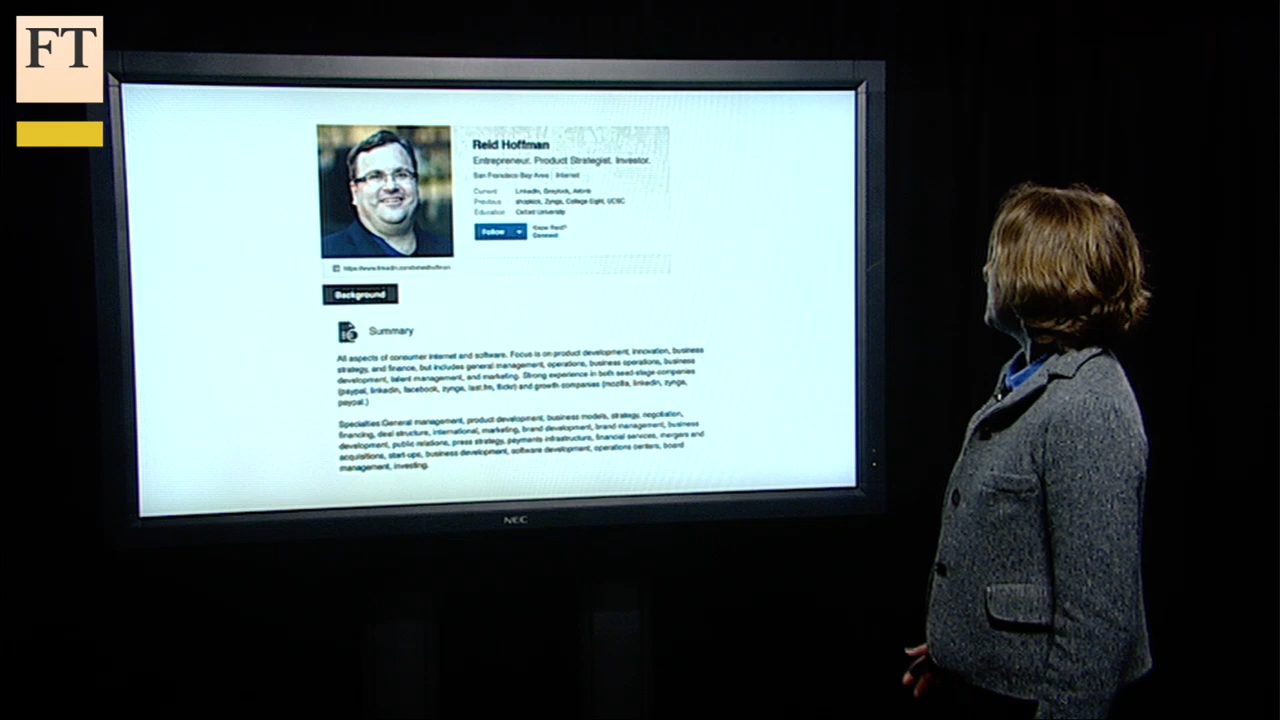 FT
Reid Hoffman
Entrepreneur. Product Strategist. Investor.
San Francisco Bay Area | Internet
Current LinkedIn, Greylock, Airbnb
Previous shopkick, Zynga, College Eight, UCSC
Education Oxford University
Follow
Know Reid?
Connect
Background
Summary
All aspects of consumer internet and software. Focus is on product development, innovation, business
strategy, and finance, but includes general management, operations, business operations, business
development, talent management, and marketing. Strong experience in both seed-stage companies
(paypal, linkedin, facebook, zynga, last.fm, flickr) and growth companies (mozilla, linkedin, zynga,
paypal.)
Specialties:General management, product development, business models, strategy, negotiation,
financing, deal structure, international, marketing, brand development, brand management, business
development, public relations, press strategy, payments infrastructure, financial services, mergers and
acquisitions, start-ups, business development, software development, operations centers, board
management, investing.
NEC